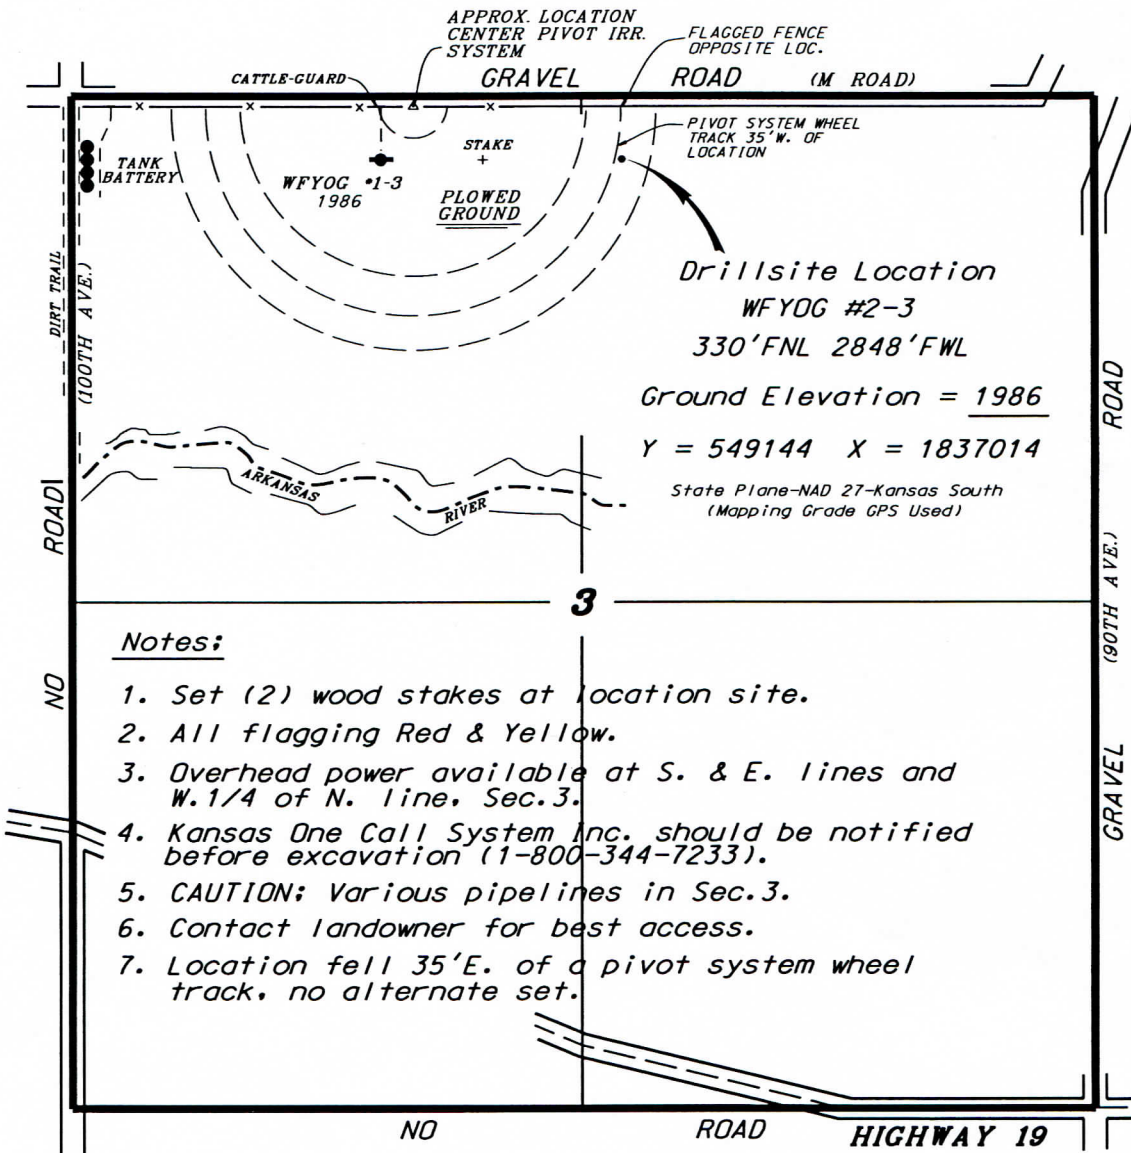 APPROX. LOCATION
CENTER PIVOT IRR.
SYSTEM
FLAGGED FENCE
OPPOSITE LOC.
CATTLE-GUARD
GRAVEL ROAD (M ROAD)
PIVOT SYSTEM WHEEL
TRACK 35'W. OF
LOCATION
TANK
BATTERY
STAKE
WFYOG #1-3
1986
PLOWED
GROUND
DIRT TRAIL
(100TH AVE.)
Drillsite Location
WFYOG #2-3
330'FNL 2848'FWL
Ground Elevation = 1986
Y = 549144 X = 1837014
State Plane-NAD 27-Kansas South
(Mapping Grade GPS Used)
ARKANSAS
RIVER
NO ROAD
GRAVEL (90TH AVE.) ROAD
3
Notes:
1. Set (2) wood stakes at location site.
2. All flagging Red & Yellow.
3. Overhead power available at S. & E. lines and
W.1/4 of N. line, Sec.3.
4. Kansas One Call System Inc. should be notified
before excavation (1-800-344-7233).
5. CAUTION: Various pipelines in Sec.3.
6. Contact landowner for best access.
7. Location fell 35'E. of a pivot system wheel
track, no alternate set.
NO ROAD
HIGHWAY 19